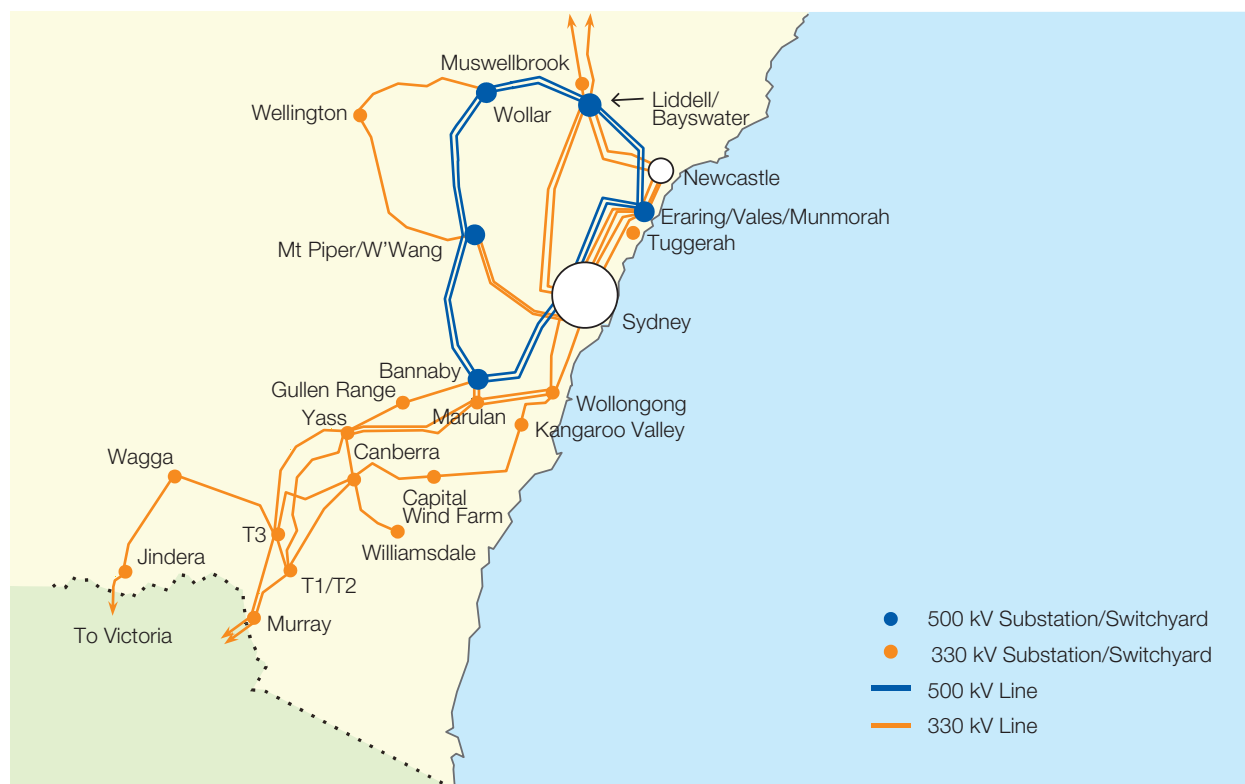 Muswellbrook
Wollar
Liddell/
Bayswater
Wellington
Newcastle
Eraring/Vales/Munmorah
Tuggerah
Mt Piper/W'Wang
Sydney
Bannaby
Gullen Range
Marulan
Wollongong
Yass
Kangaroo Valley
Canberra
Wagga
Capital
Wind Farm
T3
Williamsdale
Jindera
T1/T2
Murray
To Victoria
500 kV Substation/Switchyard
330 kV Substation/Switchyard
500 kV Line
330 kV Line